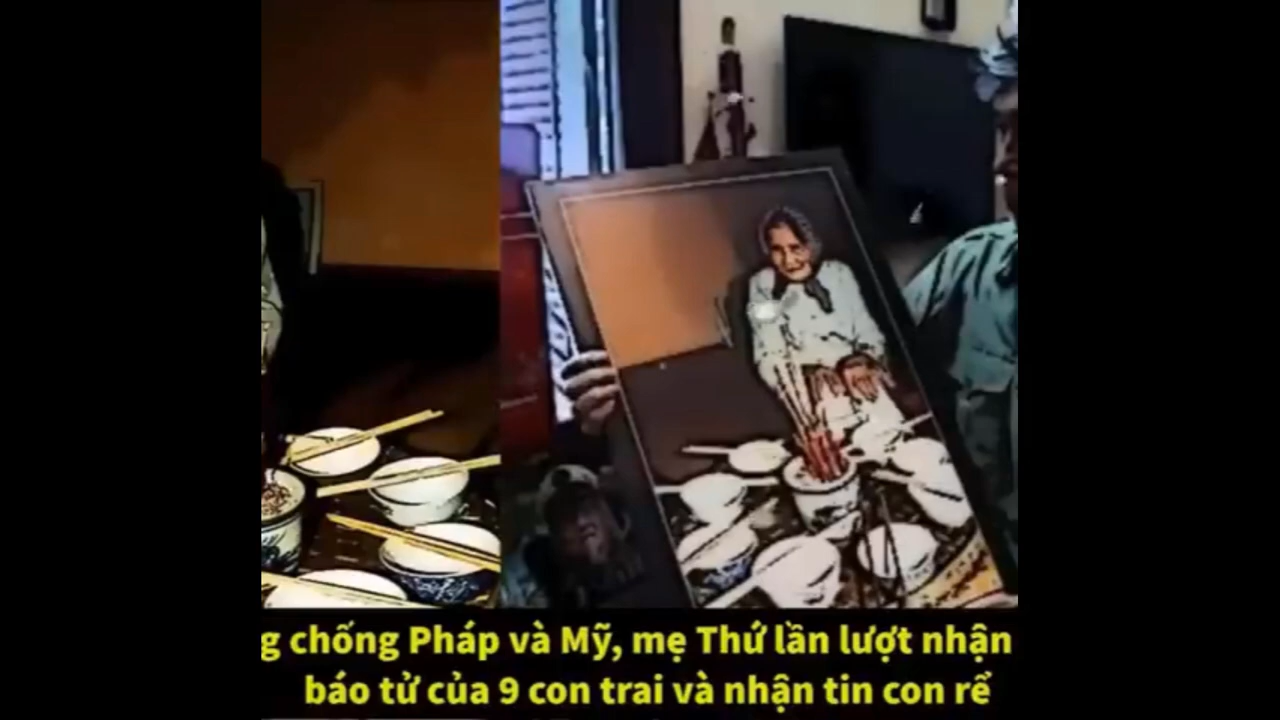 g chống Pháp và Mỹ, mẹ Thứ lần lượt nhận
báo tử của 9 con trai và nhận tin con rể